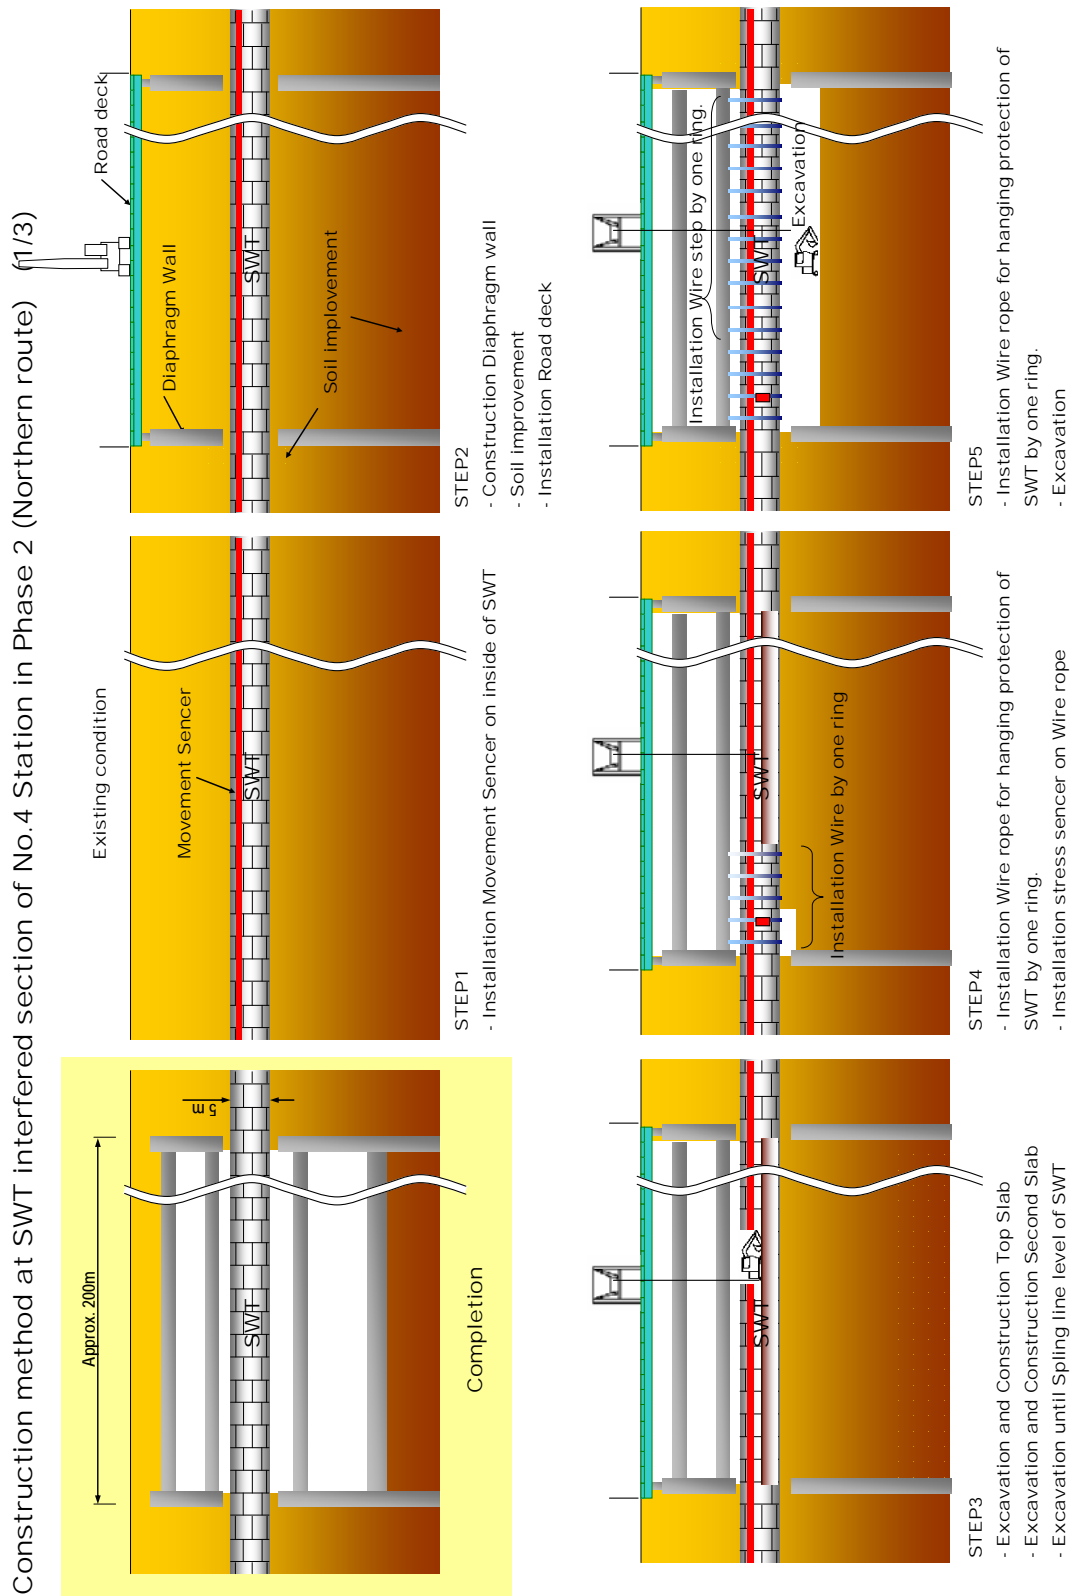 Construction method at SWT interfered section of No.4 Station in Phase 2 (Northern route) (1/3)
Approx. 200m
5 m
SWT
Completion
Existing condition
Movement Sencer
SWT
STEP1
- Installation Movement Sencer on inside of SWT
Road deck
Diaphragm Wall
SWT
Soil implovement
STEP2
- Construction Diaphragm wall
- Soil improvement
- Installation Road deck
SWT
STEP3
- Excavation and Construction Top Slab
- Excavation and Construction Second Slab
- Excavation until Spling line level of SWT
SWT
Installation Wire by one ring
STEP4
- Installation Wire rope for hanging protection of
SWT by one ring.
- Installation stress sencer on Wire rope
Installation Wire step by one ring.
SWT
Excavation
STEP5
- Installation Wire rope for hanging protection of
SWT by one ring.
- Excavation